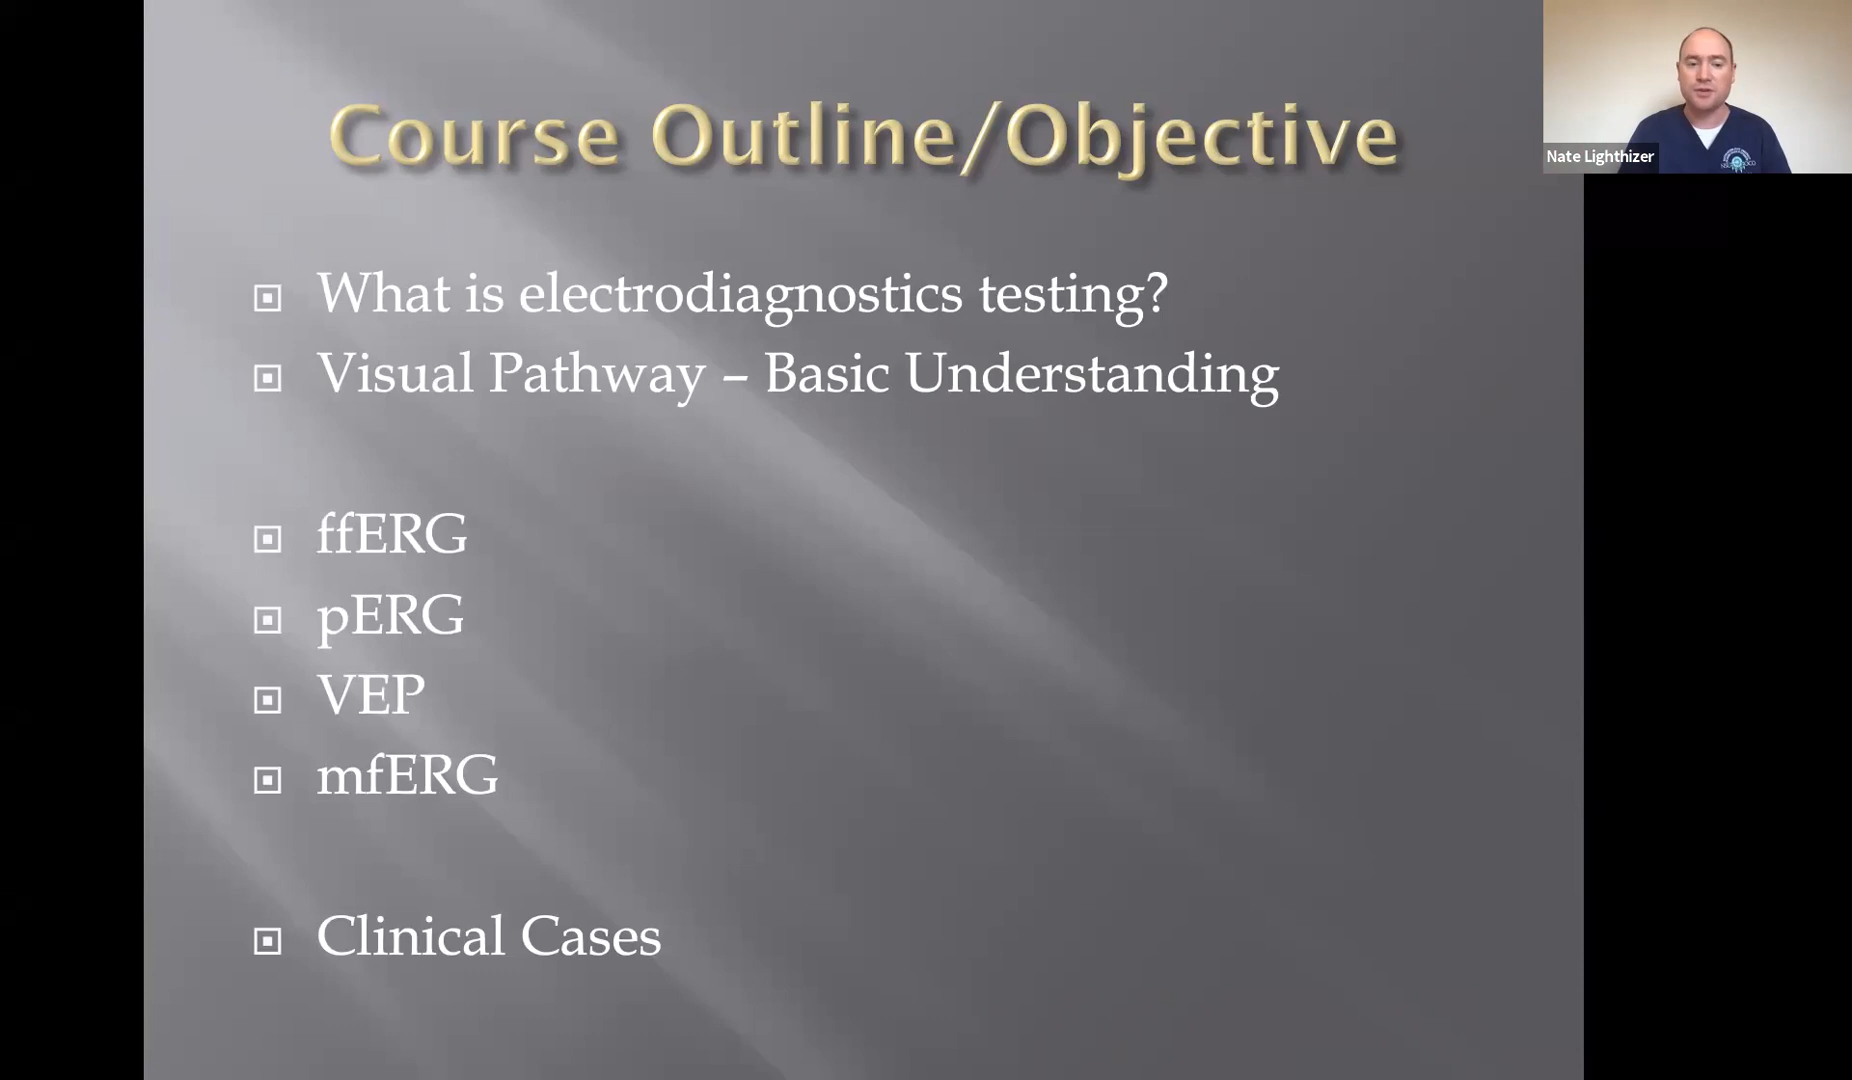 Course Outline/Objective
Nate Lighthizer
What is electrodiagnostics testing?
Visual Pathway – Basic Understanding
ffERG
pERG
VEP
mfERG
Clinical Cases